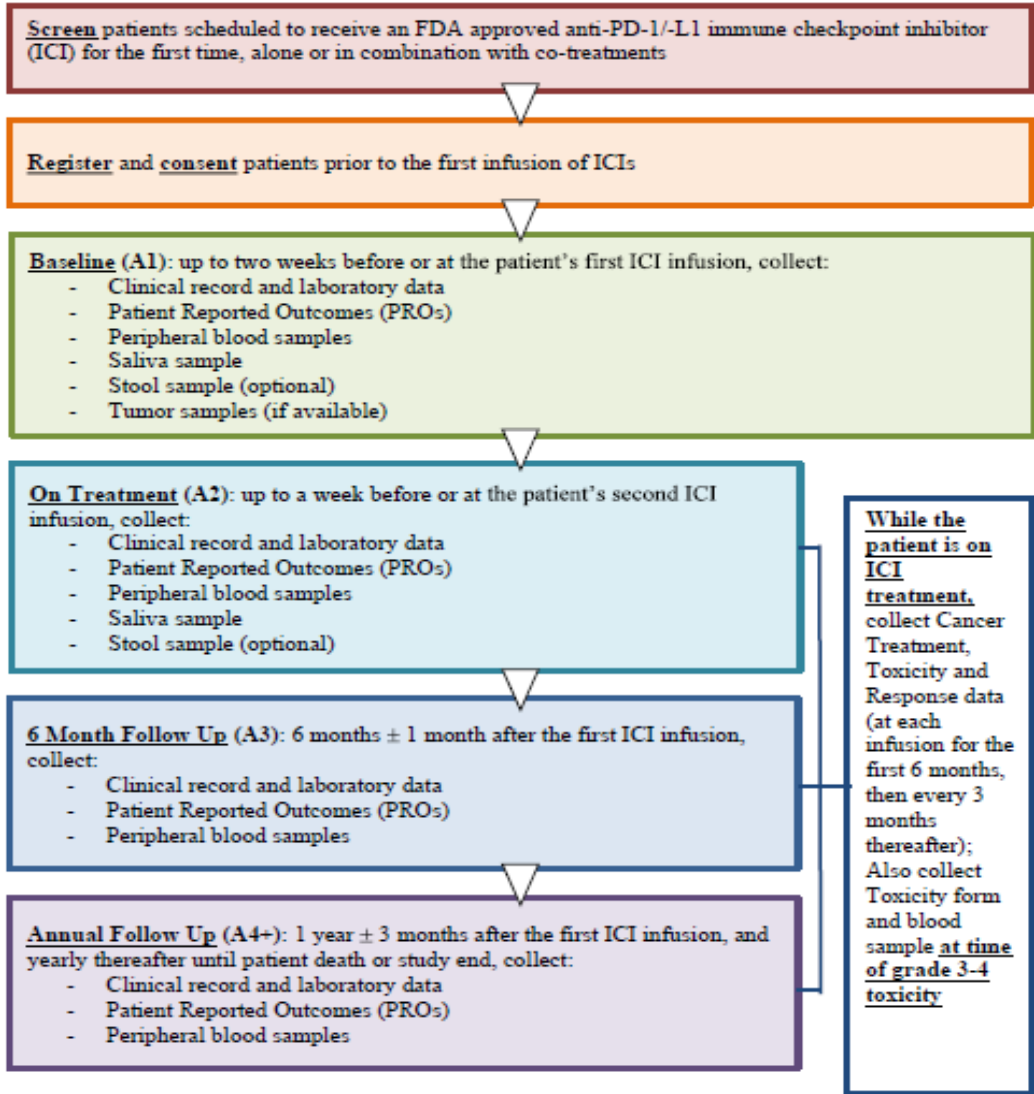 Screen patients scheduled to receive an FDA approved anti-PD-1/-L1 immune checkpoint inhibitor
(ICI) for the first time, alone or in combination with co-treatments
Register and consent patients prior to the first infusion of ICIs
Baseline (A1): up to two weeks before or at the patient’s first ICI infusion, collect:
- Clinical record and laboratory data
- Patient Reported Outcomes (PROs)
- Peripheral blood samples
- Saliva sample
- Stool sample (optional)
- Tumor samples (if available)
On Treatment (A2): up to a week before or at the patient’s second ICI
infusion, collect:
- Clinical record and laboratory data
- Patient Reported Outcomes (PROs)
- Peripheral blood samples
- Saliva sample
- Stool sample (optional)
6 Month Follow Up (A3): 6 months ± 1 month after the first ICI infusion,
collect:
- Clinical record and laboratory data
- Patient Reported Outcomes (PROs)
- Peripheral blood samples
Annual Follow Up (A4+): 1 year ± 3 months after the first ICI infusion, and
yearly thereafter until patient death or study end, collect:
- Clinical record and laboratory data
- Patient Reported Outcomes (PROs)
- Peripheral blood samples
While the
patient is on
ICI
treatment,
collect Cancer
Treatment,
Toxicity and
Response data
(at each
infusion for the
first 6 months,
then every 3
months
thereafter);
Also collect
Toxicity form
and blood
sample at time
of grade 3-4
toxicity